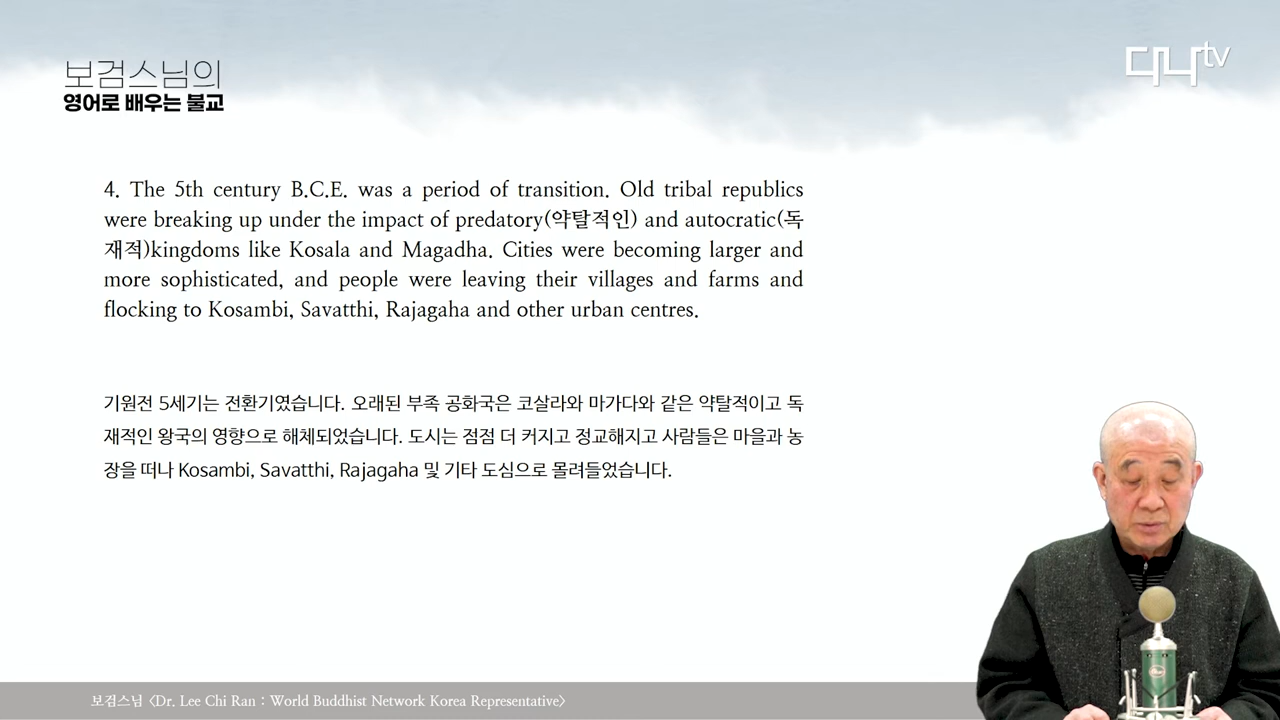 보검스님의
영어로 배우는 불교
다나tv
4. The 5th century B.C.E. was a period of transition. Old tribal republics
were breaking up under the impact of predatory(약탈적인) and autocratic(독
재적)kingdoms like Kosala and Magadha. Cities were becoming larger and
more sophisticated, and people were leaving their villages and farms and
flocking to Kosambi, Savatthi, Rajagaha and other urban centres.
기원전 5세기는 전환기였습니다. 오래된 부족 공화국은 코살라와 마가다와 같은 약탈적이고 독
재적인 왕국의 영향으로 해체되었습니다. 도시는 점점 더 커지고 정교해지고 사람들은 마을과 농
장을 떠나 Kosambi, Savatthi, Rajagaha 및 기타 도심으로 몰려들었습니다.
보검스님 <Dr. Lee Chi Ran : World Buddhist Network Korea Representative>